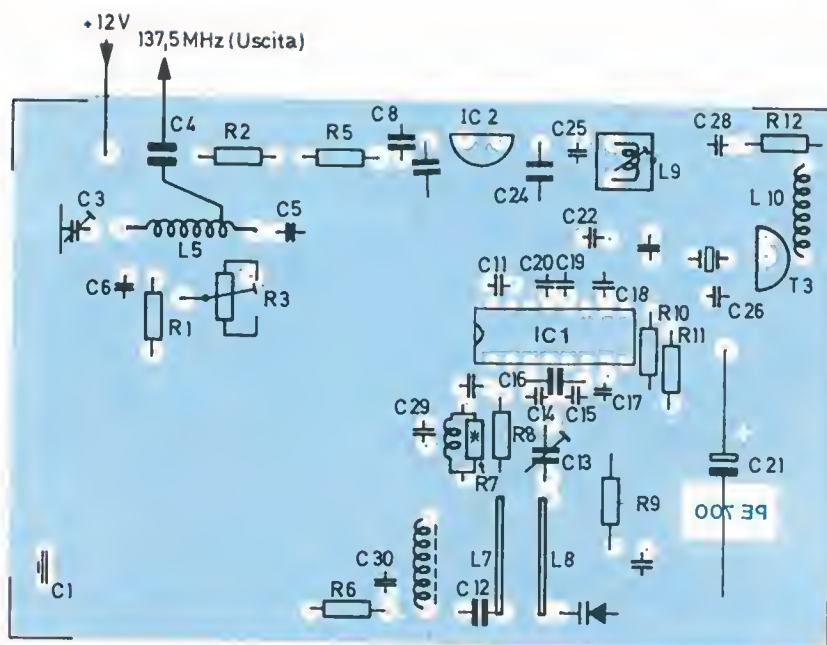 +12V
137,5 MHz (Uscita)
C4
R2
R5
C8
IC 2
C25
C28
R12
C24
L9
L10
C3
C5
L5
C22
C6
R1
R3
C11
C20
C19
C18
C26
T3
IC1
R10
R11
C16
C14
C15
C17
C29
*
R8
C13
R7
C21
R9
PE 700
L7
L8
C30
C1
R6
C12
+